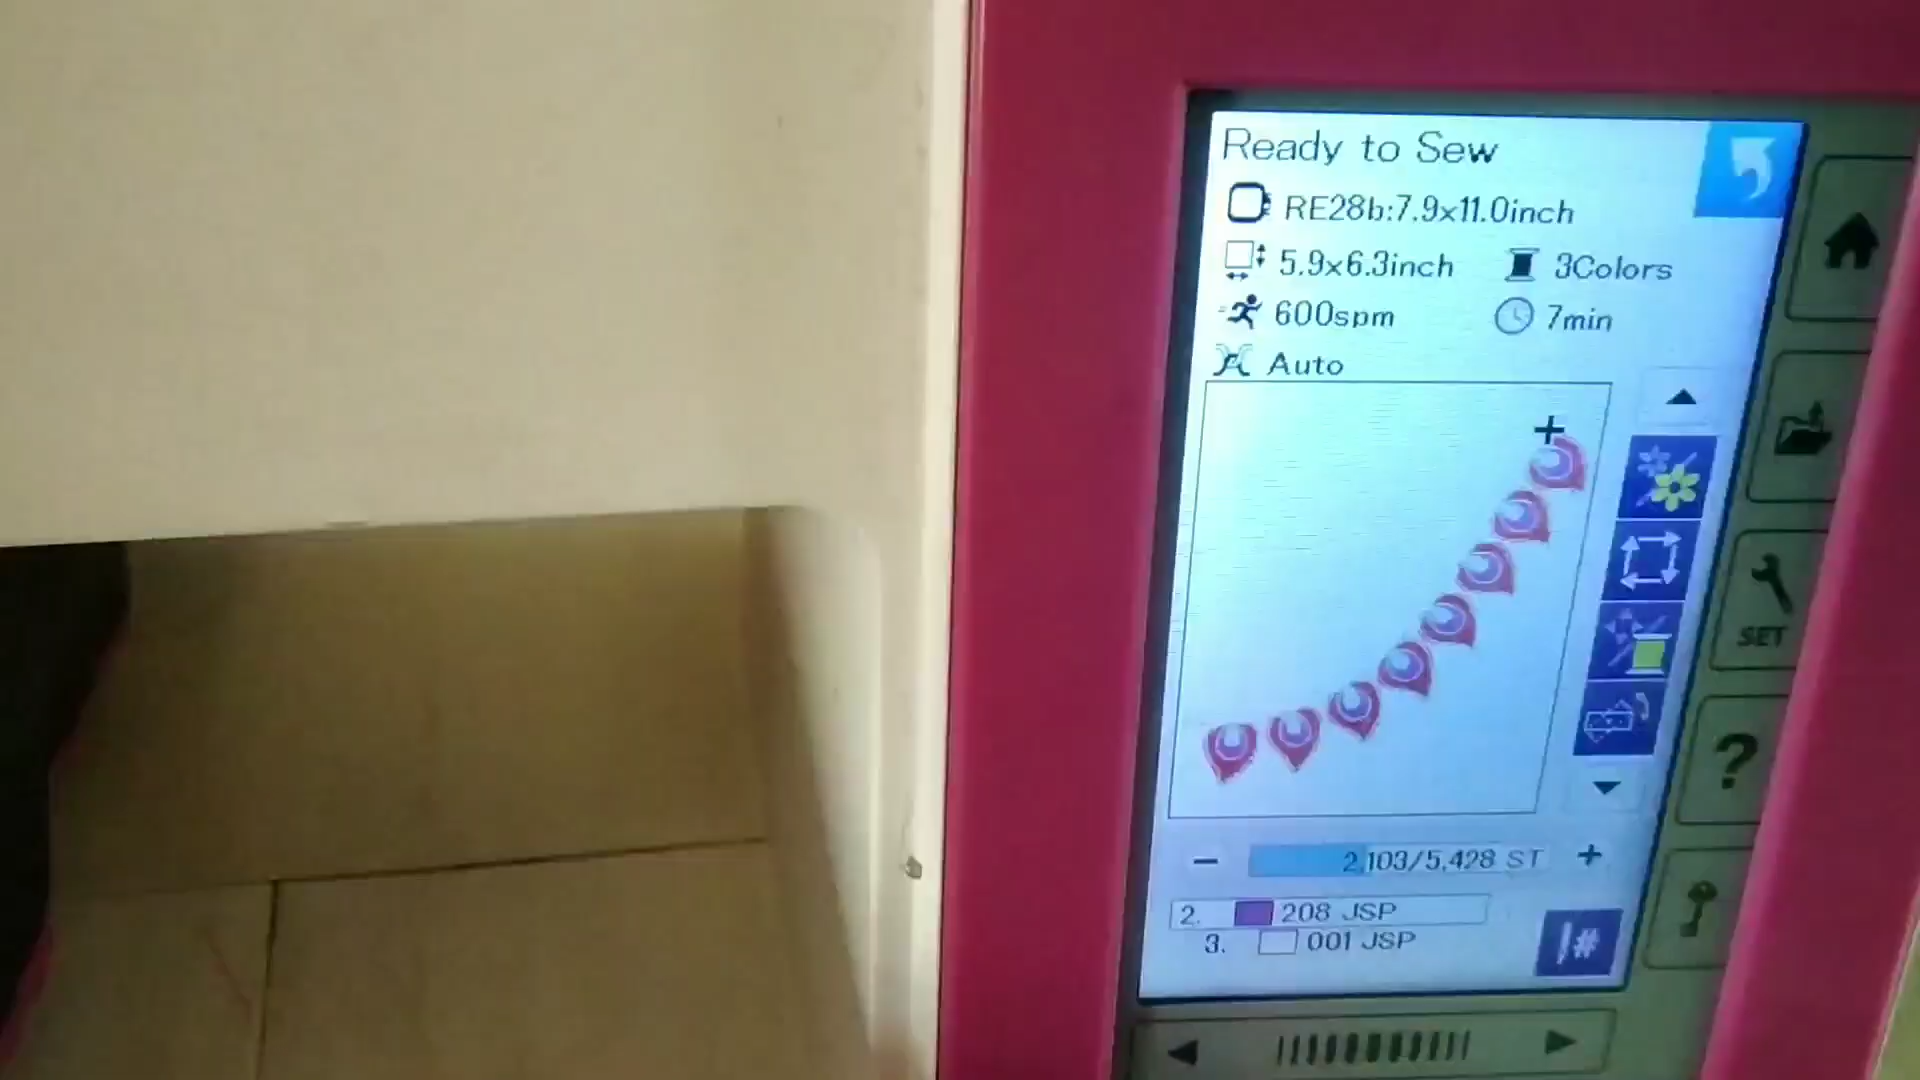 Ready to Sew
RE28b:7.9x11.0inch
5.9x6.3inch 3Colors
600spm 7min
Auto
SET
?
− 2,103/5,428 ST +
2. 208 JSP
3. 001 JSP
#